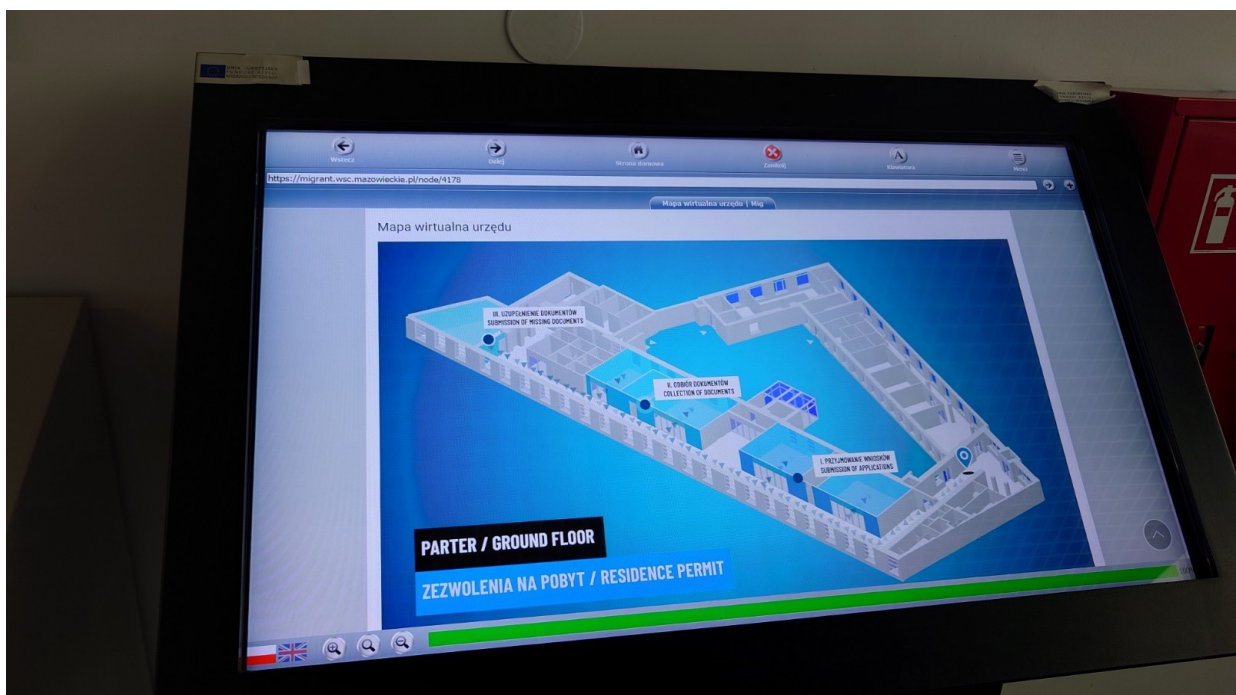 UNIA EUROPEJSKA
Wstecz
Dalej
Strona domowa
Zamknij
Klawiatura
Menu
https://migrant.wsc.mazowieckie.pl/node/4178
Mapa wirtualna urzędu | Mig
Mapa wirtualna urzędu
III. UZUPEŁNIENIE DOKUMENTÓW
SUBMISSION OF MISSING DOCUMENTS
II. ODBIÓR DOKUMENTÓW
COLLECTION OF DOCUMENTS
I. PRZYJMOWANIE WNIOSKÓW
SUBMISSION OF APPLICATIONS
PARTER / GROUND FLOOR
ZEZWOLENIA NA POBYT / RESIDENCE PERMIT